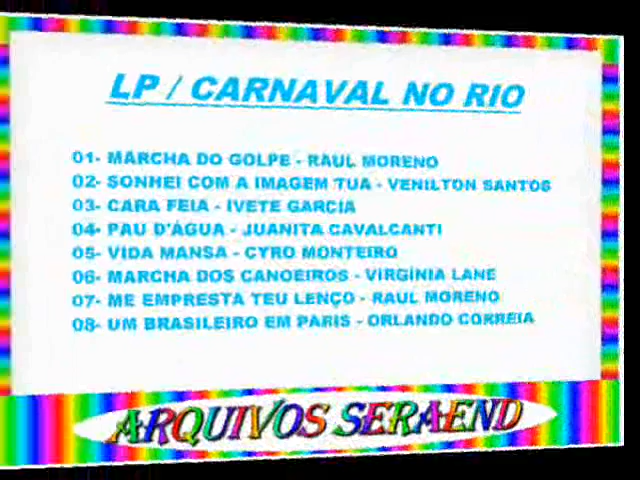 LP / CARNAVAL NO RIO
01- MARCHA DO GOLPE - RAUL MORENO
02- SONHEI COM A IMAGEM TUA - VENILTON SANTOS
03- CARA FEIA - IVETE GARCIA
04- PAU D'ÁGUA - JUANITA CAVALCANTI
05- VIDA MANSA - CYRO MONTEIRO
06- MARCHA DOS CANOEIROS - VIRGÍNIA LANE
07- ME EMPRESTA TEU LENÇO - RAUL MORENO
08- UM BRASILEIRO EM PARIS - ORLANDO CORREIA
ARQUIVOS SERAEND